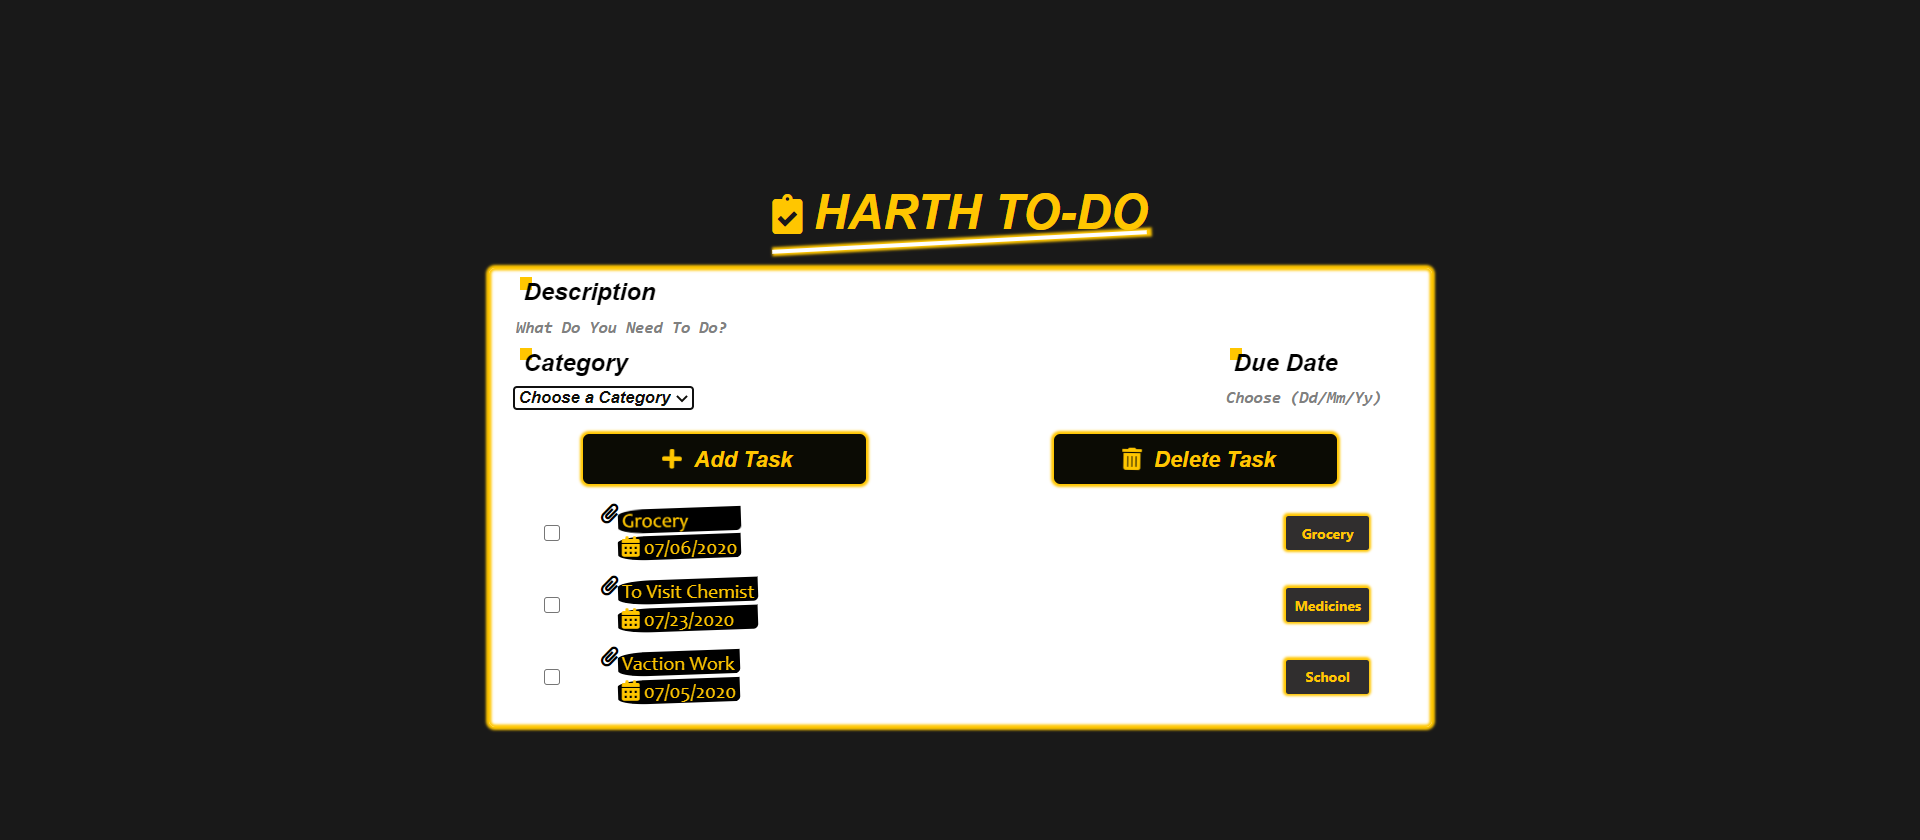 HARTH TO-DO
Description
What Do You Need To Do?
Category
Due Date
Choose a Category
Choose (Dd/Mm/Yy)
Add Task
Delete Task
Grocery
07/06/2020
Grocery
To Visit Chemist
07/23/2020
Medicines
Vaction Work
07/05/2020
School